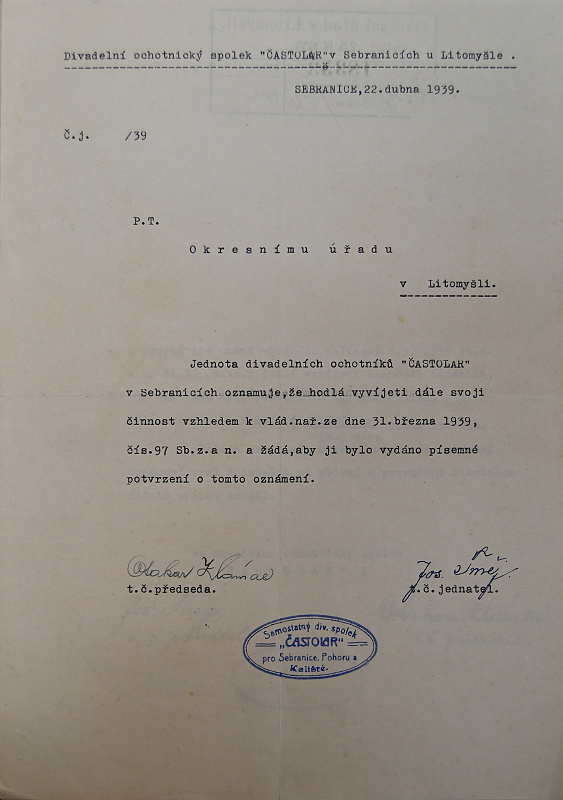 Divadelní ochotnický spolek "ČASTOLAR"v Sebranicích u Litomyšle .
SEBRANICE,22.dubna 1939.
Č.j. /39
P.T.
Okresnímu úřadu
v Litomyšli.
Jednota divadelních ochotníků "ČASTOLAR"
v Sebranicích oznamuje,že hodlá vyvíjeti dále svoji
činnost vzhledem k vlád.nař.ze dne 31.března 1939,
čís.97 Sb.z.a n. a žádá,aby ji bylo vydáno písemné
potvrzení o tomto oznámení.
Otakar
Jos.
t.č.předseda.
t.č.jednatel.
Samostatný div. spolek
„ČASTOLAR"
pro Sebranice, Pohoru a
Kaliště.